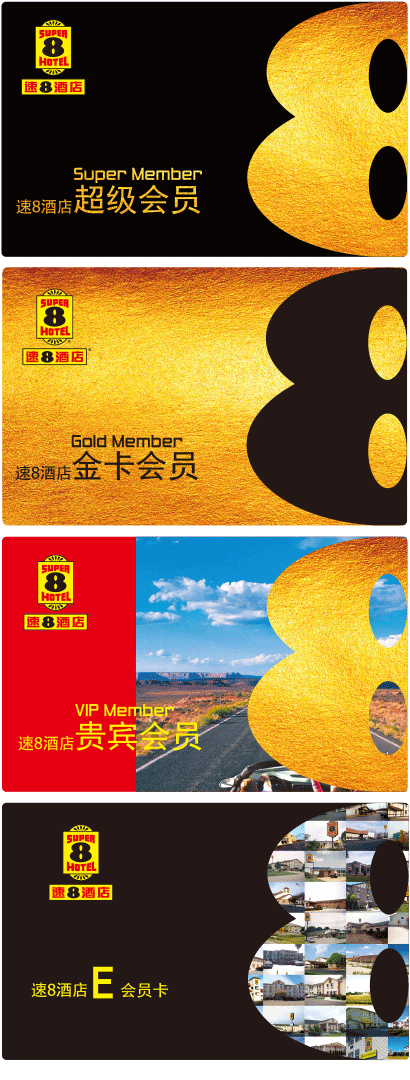 SUPER
8
HOTEL
速8酒店
Super Member
速8酒店超级会员
SUPER
8
HOTEL
速8酒店
Gold Member
速8酒店金卡会员
SUPER
8
HOTEL
速8酒店
VIP Member
速8酒店贵宾会员
SUPER
8
HOTEL
速8酒店
速8酒店 E 会员卡